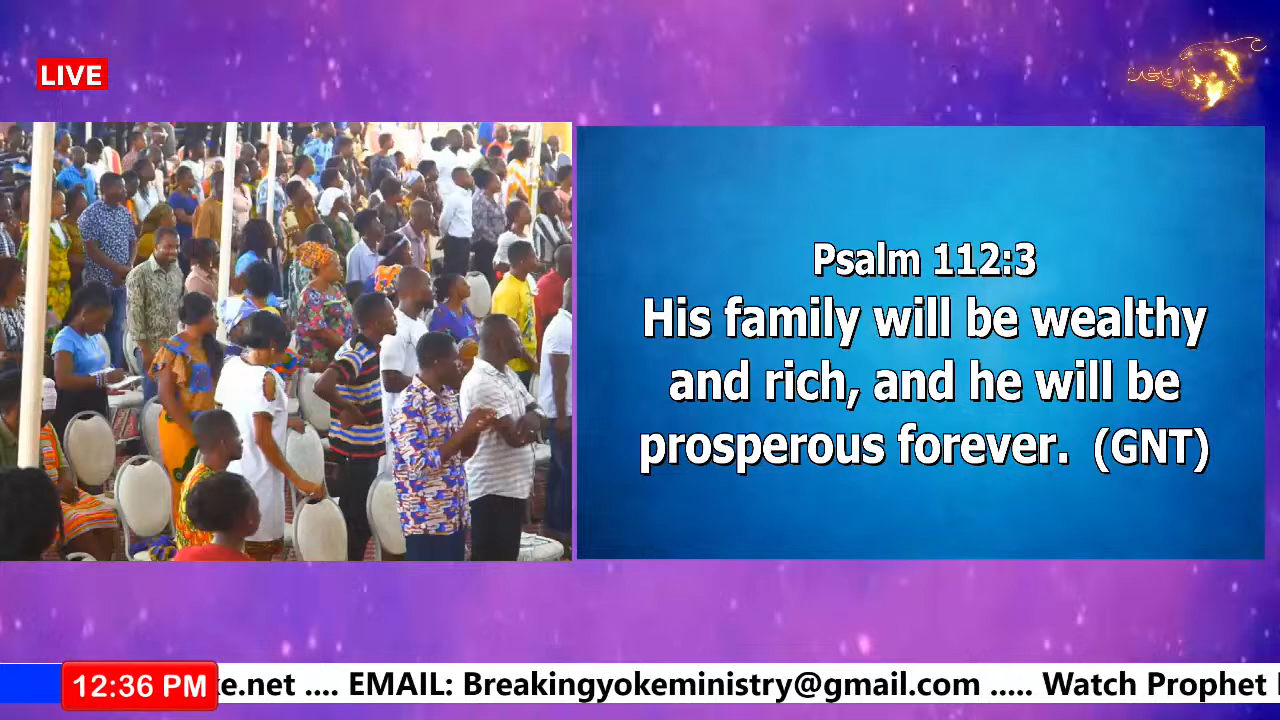 LIVE
Psalm 112:3
His family will be wealthy
and rich, and he will be
prosperous forever. (GNT)
12:36 PM
ke.net .... EMAIL: Breakingyokeministry@gmail.com ..... Watch Prophet